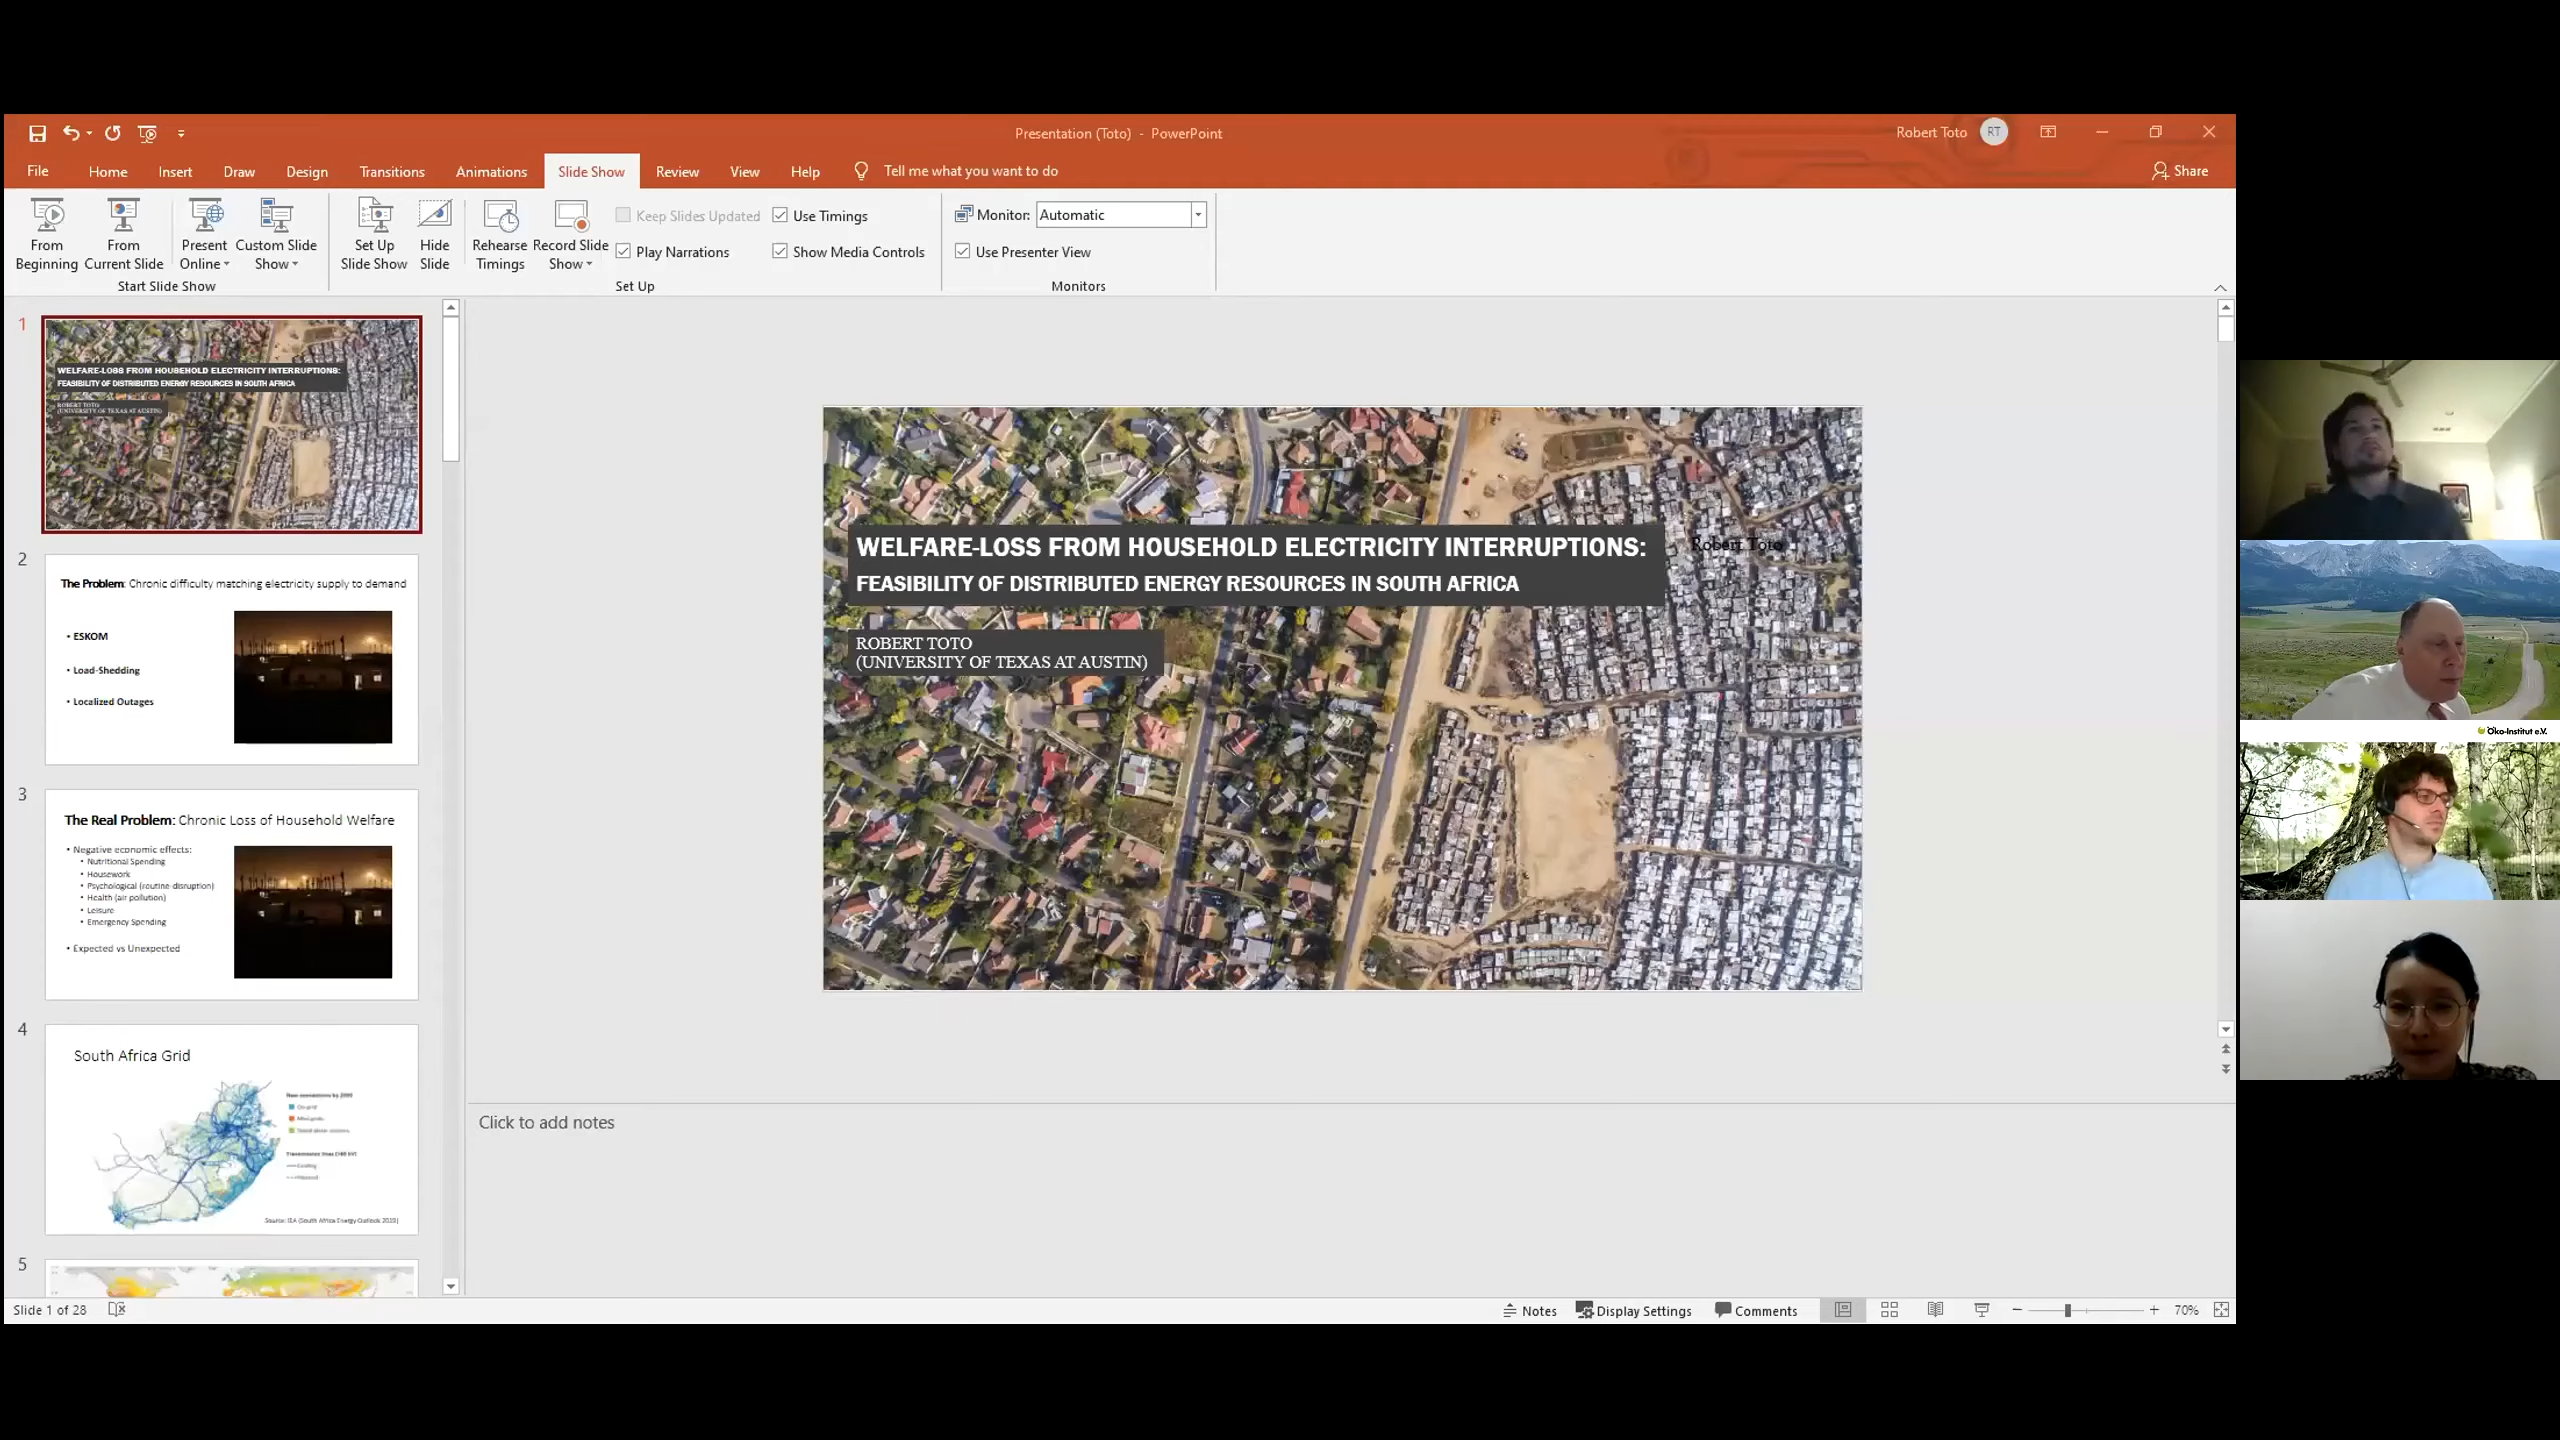 Presentation (Toto) - PowerPoint
Robert Toto
RT
File
Home
Insert
Draw
Design
Transitions
Animations
Slide Show
Review
View
Help
Tell me what you want to do
Share
From Beginning
From Current Slide
Present Online
Custom Slide Show
Start Slide Show
Set Up Slide Show
Hide Slide
Rehearse Timings
Record Slide Show
Keep Slides Updated
Play Narrations
Use Timings
Show Media Controls
Set Up
Monitor: Automatic
Use Presenter View
Monitors
1
WELFARE-LOSS FROM HOUSEHOLD ELECTRICITY INTERRUPTIONS:
FEASIBILITY OF DISTRIBUTED ENERGY RESOURCES IN SOUTH AFRICA
ROBERT TOTO
(UNIVERSITY OF TEXAS AT AUSTIN)
2
The Problem: Chronic difficulty matching electricity supply to demand
• ESKOM
• Load-Shedding
• Localized Outages
3
The Real Problem: Chronic Loss of Household Welfare
• Negative economic effects:
• Nutritional Spending
• Housework
• Psychological (routine-disruption)
• Health (air pollution)
• Leisure
• Emergency Spending
• Expected vs Unexpected
4
South Africa Grid
5
WELFARE-LOSS FROM HOUSEHOLD ELECTRICITY INTERRUPTIONS:
FEASIBILITY OF DISTRIBUTED ENERGY RESOURCES IN SOUTH AFRICA
Robert Toto
ROBERT TOTO
(UNIVERSITY OF TEXAS AT AUSTIN)
Click to add notes
Öko-Institut e.V.
Slide 1 of 28
Notes
Display Settings
Comments
70%